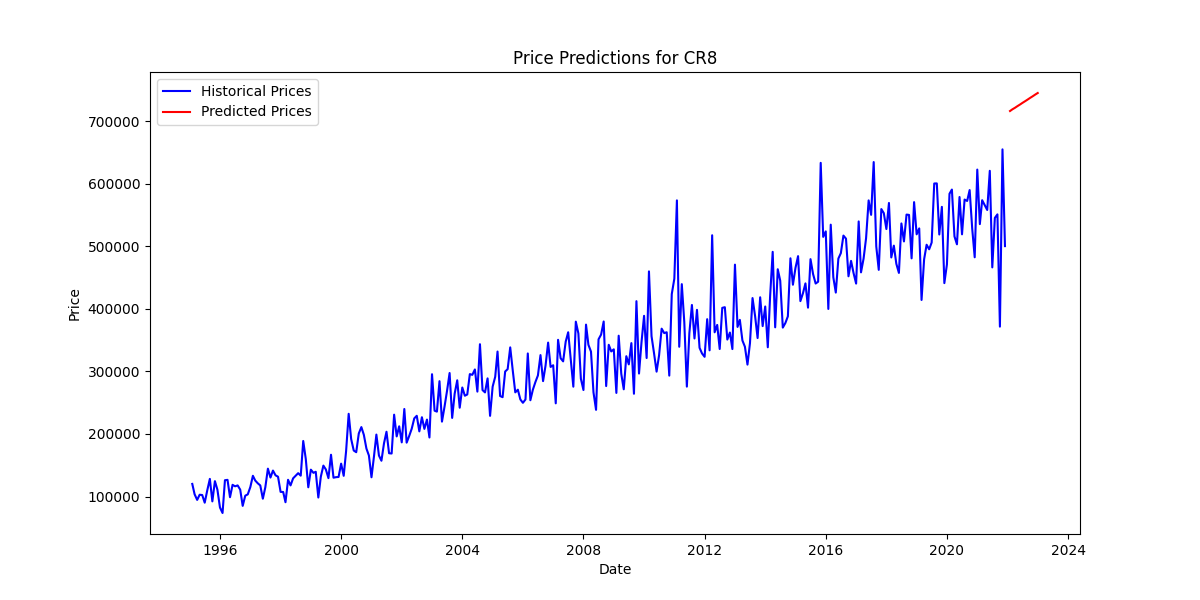 Price Predictions for CR8
Historical Prices
Predicted Prices
700000
600000
500000
400000
300000
200000
100000
Price
1996 2000 2004 2008 2012 2016 2020 2024
Date